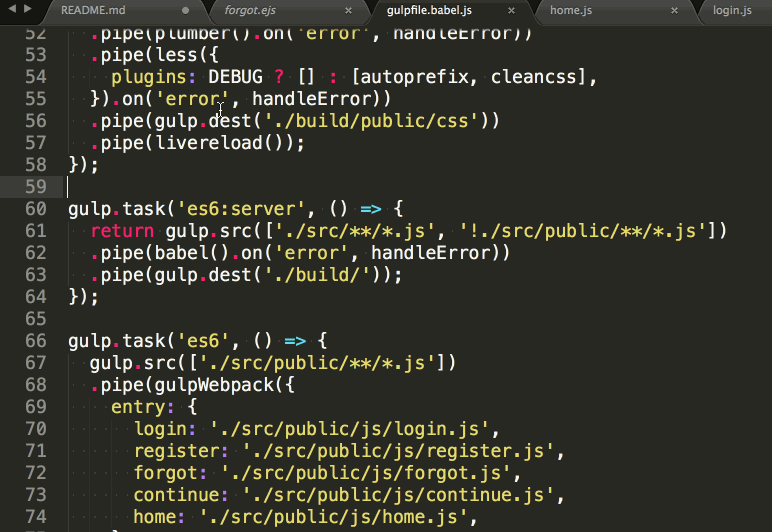 README.md forgot.ejs × gulpfile.babel.js × home.js × login.js
52 .pipe(plumber().on('error', handleError))
53 .pipe(less({
54 plugins: DEBUG ? [] : [autoprefix, cleancss],
55 }).on('error', handleError))
56 .pipe(gulp.dest('./build/public/css'))
57 .pipe(livereload());
58 });
59
60 gulp.task('es6:server', () => {
61 return gulp.src(['./src/**/*.js', '!./src/public/**/*.js'])
62 .pipe(babel().on('error', handleError))
63 .pipe(gulp.dest('./build/'));
64 });
65
66 gulp.task('es6', () => {
67 gulp.src(['./src/public/**/*.js'])
68 .pipe(gulpWebpack({
69 entry: {
70 login: './src/public/js/login.js',
71 register: './src/public/js/register.js',
72 forgot: './src/public/js/forgot.js',
73 continue: './src/public/js/continue.js',
74 home: './src/public/js/home.js',